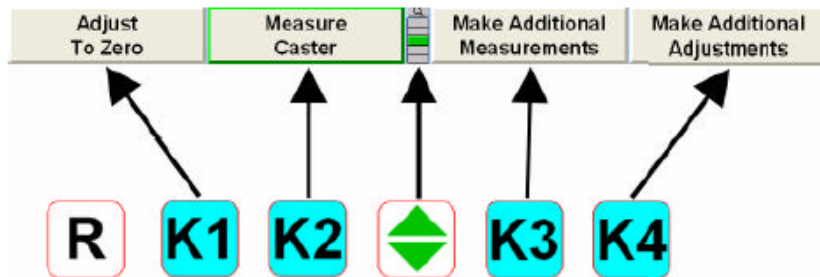 Adjust
To Zero
Measure
Caster
Make Additional
Measurements
Make Additional
Adjustments
R
K1
K2
K3
K4